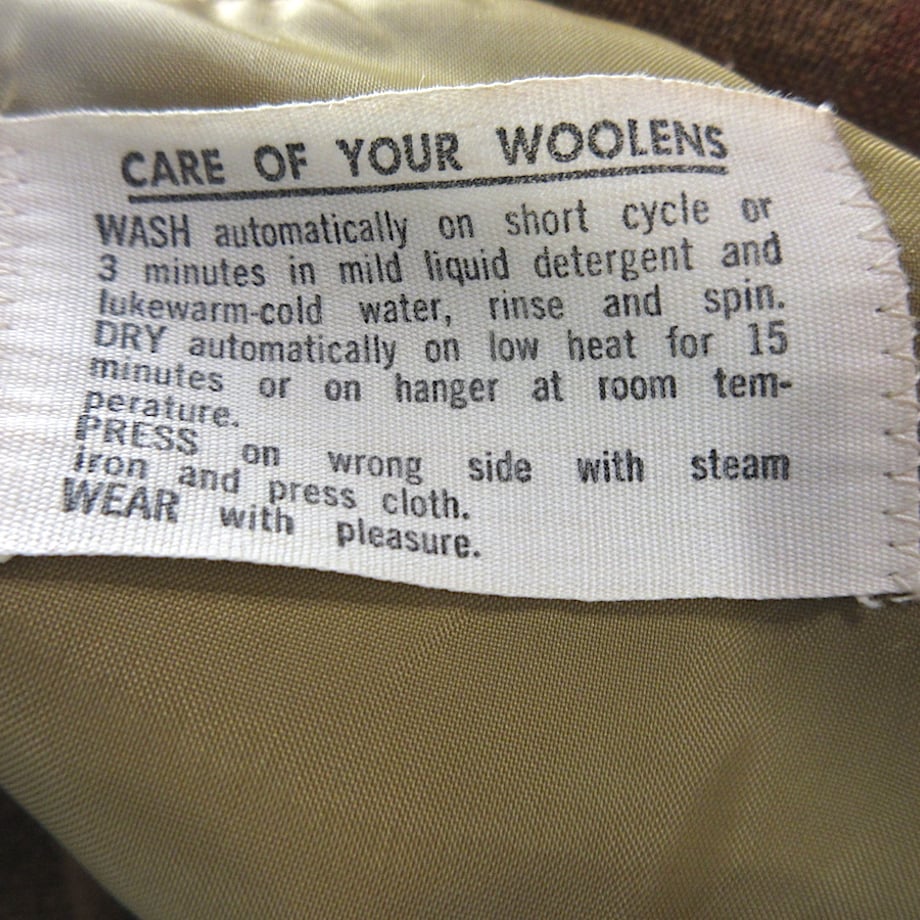 CARE OF YOUR WOOLENS
WASH automatically on short cycle or
3 minutes in mild liquid detergent and
lukewarm-cold water, rinse and spin.
DRY automatically on low heat for 15
minutes or on hanger at room tem-
perature.
PRESS on wrong side with steam
iron and press cloth.
WEAR with pleasure.